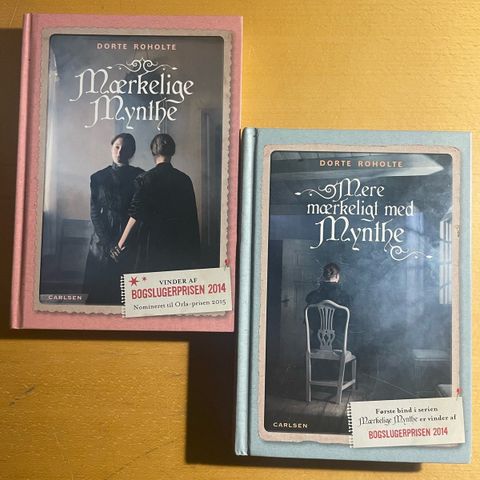 DORTE ROHOLTE
Mærkelige
Mynthe
VINDER AF
BOGSLUGERPRISEN 2014
Nomineret til Orla-prisen 2015
CARLSEN
DORTE ROHOLTE
Mere
mærkeligt med
Mynthe
Første bind i serien
Mærkelige Mynthe er vinder af
BOGSLUGERPRISEN 2014
CARLSEN